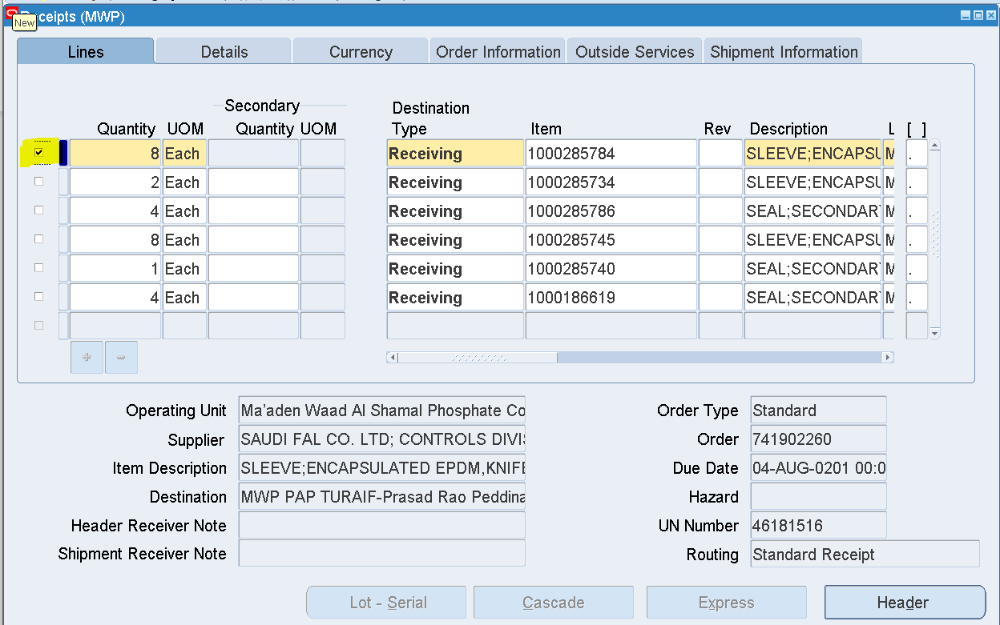 Receipts (MWP)
New
Lines Details Currency Order Information Outside Services Shipment Information
Secondary Destination
Quantity UOM Quantity UOM Type Item Rev Description L [ ]
8 Each Receiving 1000285784 SLEEVE;ENCAPSU M .
2 Each Receiving 1000285734 SLEEVE;ENCAPSU M .
4 Each Receiving 1000285786 SEAL;SECONDARY M .
8 Each Receiving 1000285745 SLEEVE;ENCAPSU M .
1 Each Receiving 1000285740 SEAL;SECONDARY M .
4 Each Receiving 1000186619 SEAL;SECONDARY M .
+ -
Operating Unit Ma'aden Waad Al Shamal Phosphate Co Order Type Standard
Supplier SAUDI FAL CO. LTD; CONTROLS DIVIS Order 741902260
Item Description SLEEVE;ENCAPSULATED EPDM,KNIFE Due Date 04-AUG-0201 00:0
Destination MWP PAP TURAIF-Prasad Rao Peddina Hazard
Header Receiver Note UN Number 46181516
Shipment Receiver Note Routing Standard Receipt
Lot - Serial Cascade Express Header